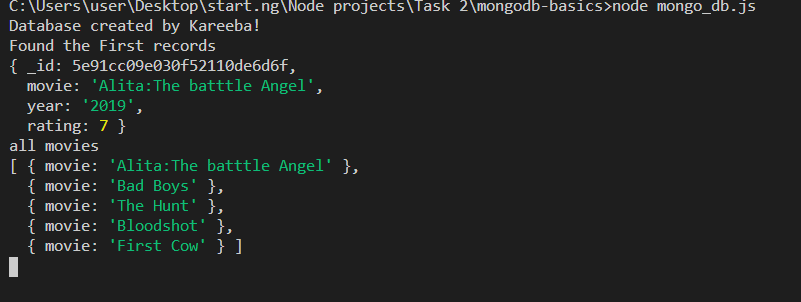 C:\Users\user\Desktop\start.ng\Node projects\Task 2\mongodb-basics>node mongo_db.js
Database created by Kareeba!
Found the First records
{ _id: 5e91cc09e030f52110de6d6f,
  movie: 'Alita:The batttle Angel',
  year: '2019',
  rating: 7 }
all movies
[ { movie: 'Alita:The batttle Angel' },
  { movie: 'Bad Boys' },
  { movie: 'The Hunt' },
  { movie: 'Bloodshot' },
  { movie: 'First Cow' } ]